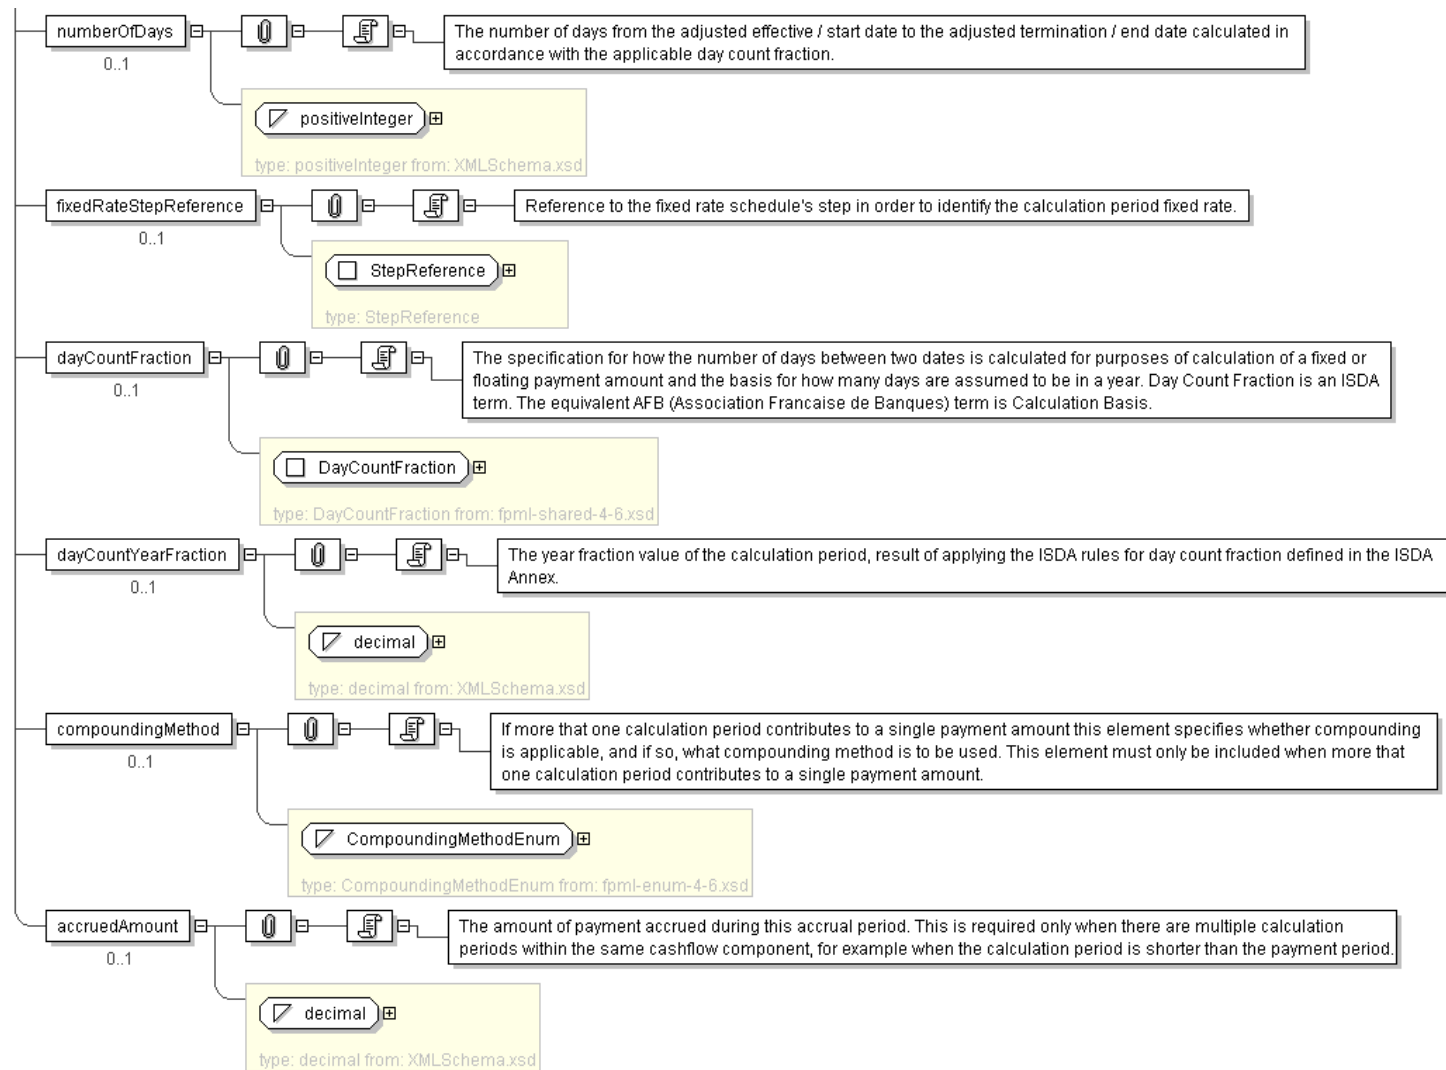 numberOfDays
The number of days from the adjusted effective / start date to the adjusted termination / end date calculated in
accordance with the applicable day count fraction.
0..1
positiveInteger
type: positiveInteger from: XMLSchema.xsd
fixedRateStepReference
Reference to the fixed rate schedule's step in order to identify the calculation period fixed rate.
0..1
StepReference
type: StepReference
dayCountFraction
The specification for how the number of days between two dates is calculated for purposes of calculation of a fixed or
floating payment amount and the basis for how many days are assumed to be in a year. Day Count Fraction is an ISDA
term. The equivalent AFB (Association Francaise de Banques) term is Calculation Basis.
0..1
DayCountFraction
type: DayCountFraction from: fpml-shared-4-6.xsd
dayCountYearFraction
The year fraction value of the calculation period, result of applying the ISDA rules for day count fraction defined in the ISDA
Annex.
0..1
decimal
type: decimal from: XMLSchema.xsd
compoundingMethod
If more that one calculation period contributes to a single payment amount this element specifies whether compounding
is applicable, and if so, what compounding method is to be used. This element must only be included when more that
one calculation period contributes to a single payment amount.
0..1
CompoundingMethodEnum
type: CompoundingMethodEnum from: fpml-enum-4-6.xsd
accruedAmount
The amount of payment accrued during this accrual period. This is required only when there are multiple calculation
periods within the same cashflow component, for example when the calculation period is shorter than the payment period.
0..1
decimal
type: decimal from: XMLSchema.xsd